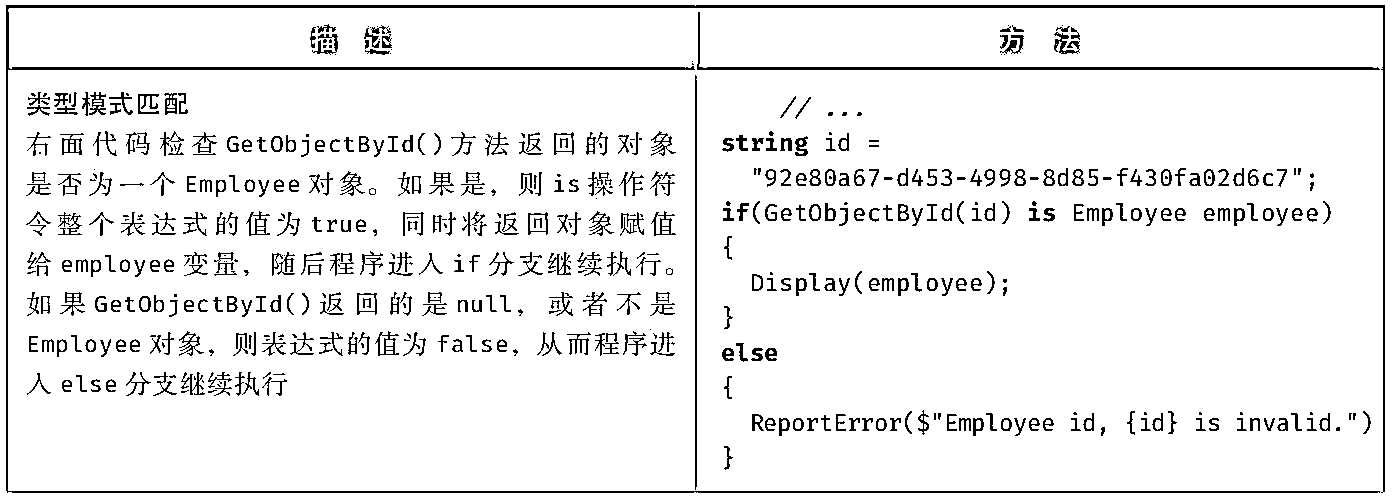 描 述
方 法
类型模式匹配
右面代码检查GetObjectById()方法返回的对象
是否为一个Employee对象。如果是，则is操作符
令整个表达式的值为true，同时将返回对象赋值
给employee变量，随后程序进入if分支继续执行。
如果GetObjectById()返回的是null，或者不是
Employee对象，则表达式的值为false，从而程序进
入else分支继续执行
// ...
string id =
"92e80a67-d453-4998-8d85-f430fa02d6c7";
if(GetObjectById(id) is Employee employee)
{
Display(employee);
}
else
{
ReportError($"Employee id, {id} is invalid.")
}